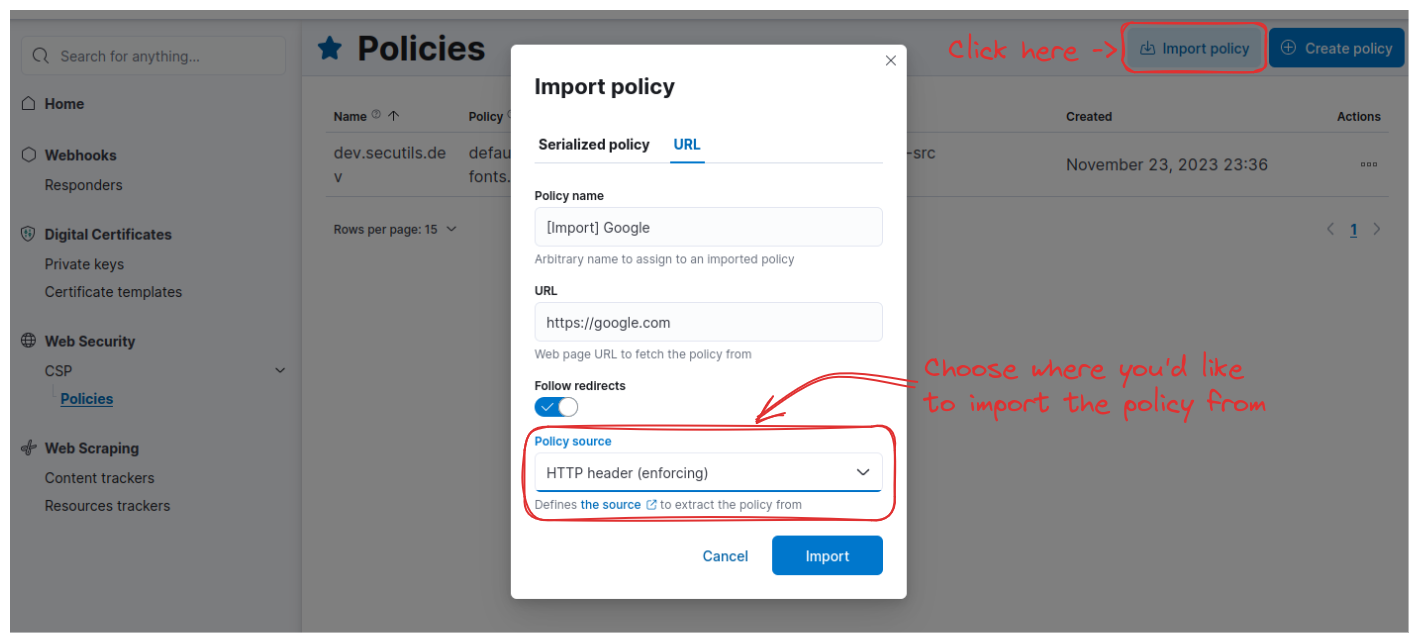 Search for anything...
Home
Webhooks
Responders
Digital Certificates
Private keys
Certificate templates
Web Security
CSP
Policies
Web Scraping
Content trackers
Resources trackers
Policies
Click here ->
Import policy
Create policy
Name
Policy
Created
Actions
dev.secutils.de
v
defau
fonts.
-src
November 23, 2023 23:36
Rows per page: 15
1
Import policy
Serialized policy
URL
Policy name
[Import] Google
Arbitrary name to assign to an imported policy
URL
https://google.com
Web page URL to fetch the policy from
Follow redirects
Policy source
HTTP header (enforcing)
Defines the source to extract the policy from
Cancel
Import
Choose where you'd like
to import the policy from